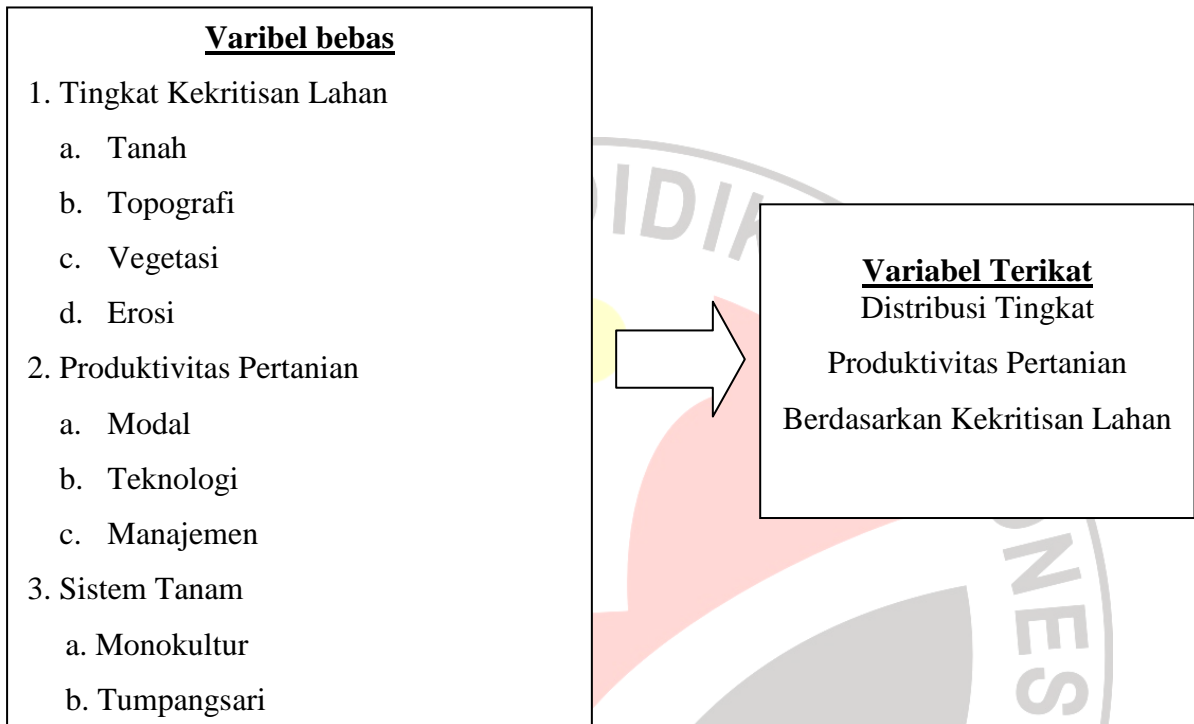 Varibel bebas
1. Tingkat Kekritisan Lahan
a. Tanah
b. Topografi
c. Vegetasi
d. Erosi
2. Produktivitas Pertanian
a. Modal
b. Teknologi
c. Manajemen
3. Sistem Tanam
a. Monokultur
b. Tumpangsari
Variabel Terikat
Distribusi Tingkat
Produktivitas Pertanian
Berdasarkan Kekritisan Lahan